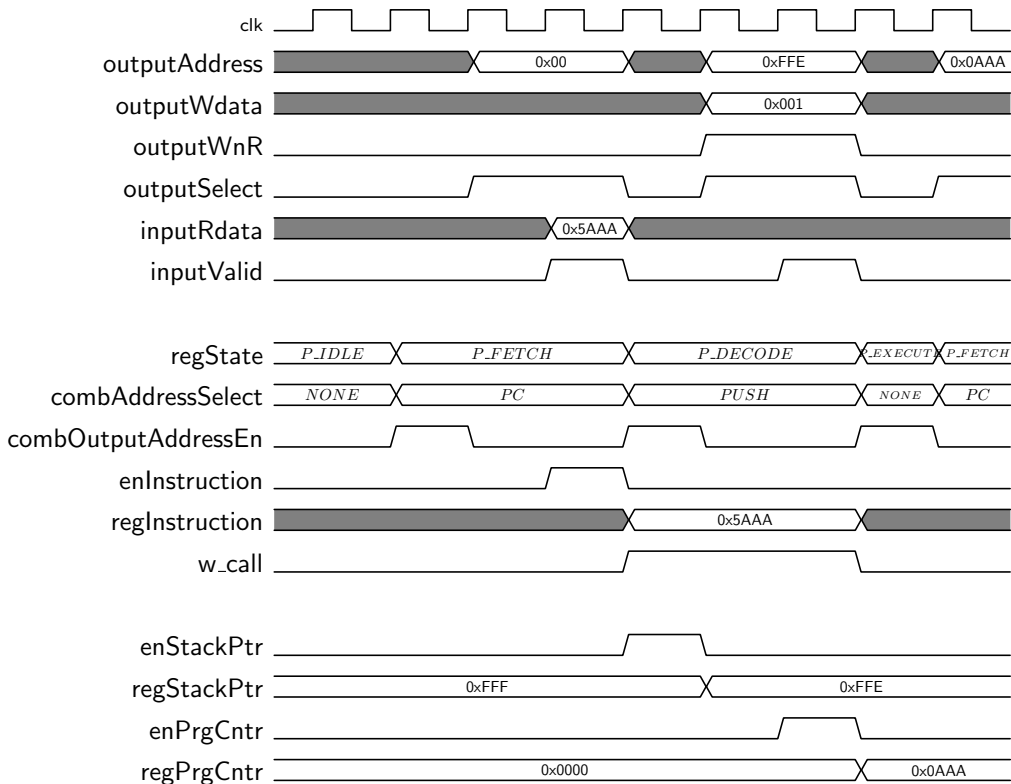 clk
outputAddress 0x00 0xFFE 0x0AAA
outputWdata 0x001
outputWnR
outputSelect
inputRdata 0x5AAA
inputValid
regState P_IDLE P_FETCH P_DECODE P_EXECUTE P_FETCH
combAddressSelect NONE PC PUSH NONE PC
combOutputAddressEn
enInstruction
regInstruction 0x5AAA
w_call
enStackPtr
regStackPtr 0xFFF 0xFFE
enPrgCntr
regPrgCntr 0x0000 0x0AAA